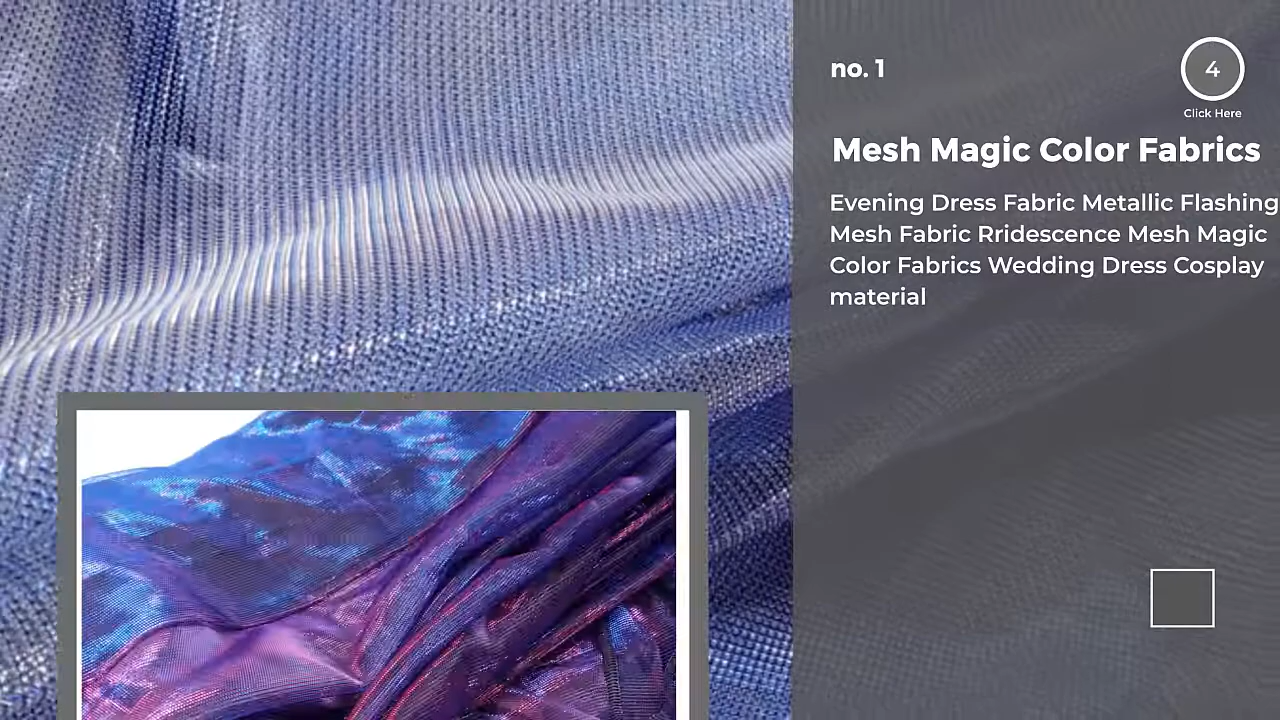 no. 1
4
Click Here
Mesh Magic Color Fabrics
Evening Dress Fabric Metallic Flashing
Mesh Fabric Rridescence Mesh Magic
Color Fabrics Wedding Dress Cosplay
material